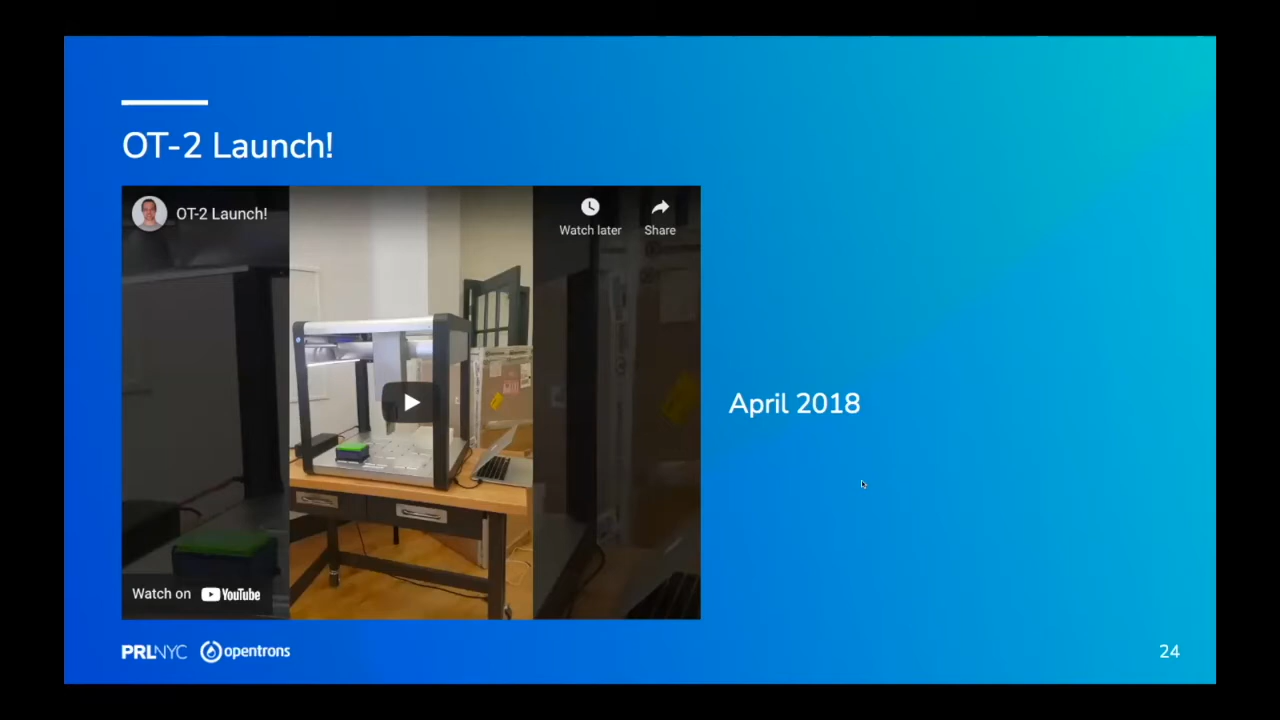 OT-2 Launch!
OT-2 Launch!
Watch later
Share
April 2018
Watch on YouTube
PRLNYC opentrons
24